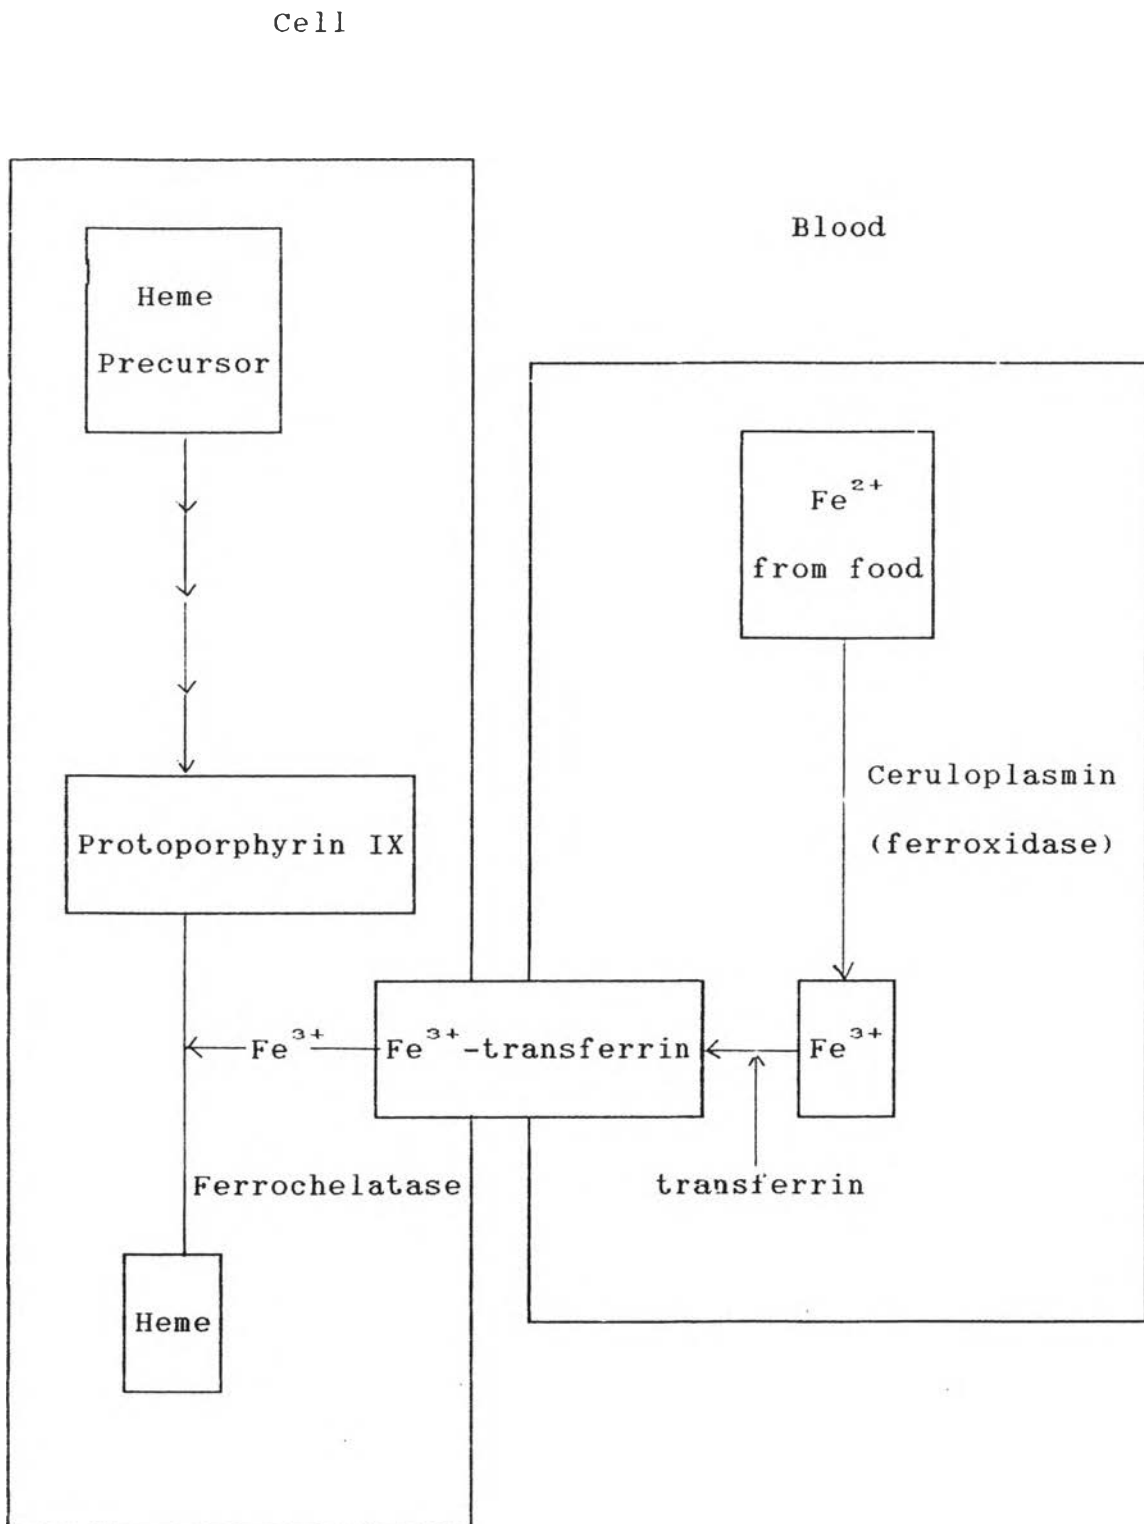 Cell
Blood
Heme
Precursor
Fe²⁺
from food
Ceruloplasmin
(ferroxidase)
Protoporphyrin IX
Fe³⁺
Fe³⁺-transferrin
Fe³⁺
Ferrochelatase
transferrin
Heme